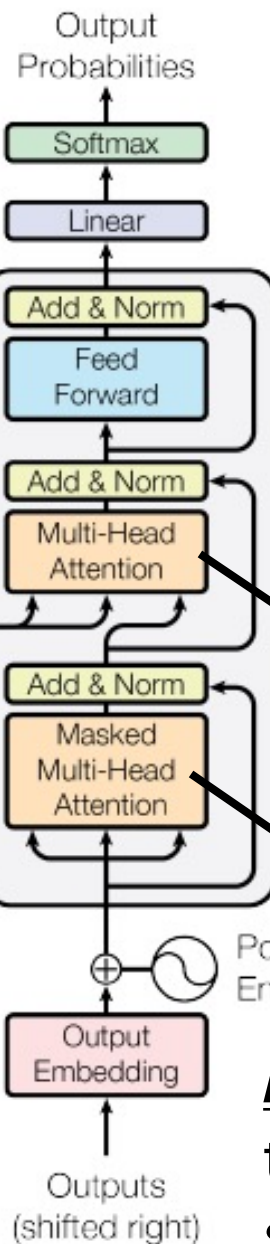 Output
Probabilities
Softmax
Linear
Add & Norm
Feed
Forward
Add & Norm
Multi-Head
Attention
Add & Norm
Masked
Multi-Head
Attention
Output
Embedding
Outputs
(shifted right)